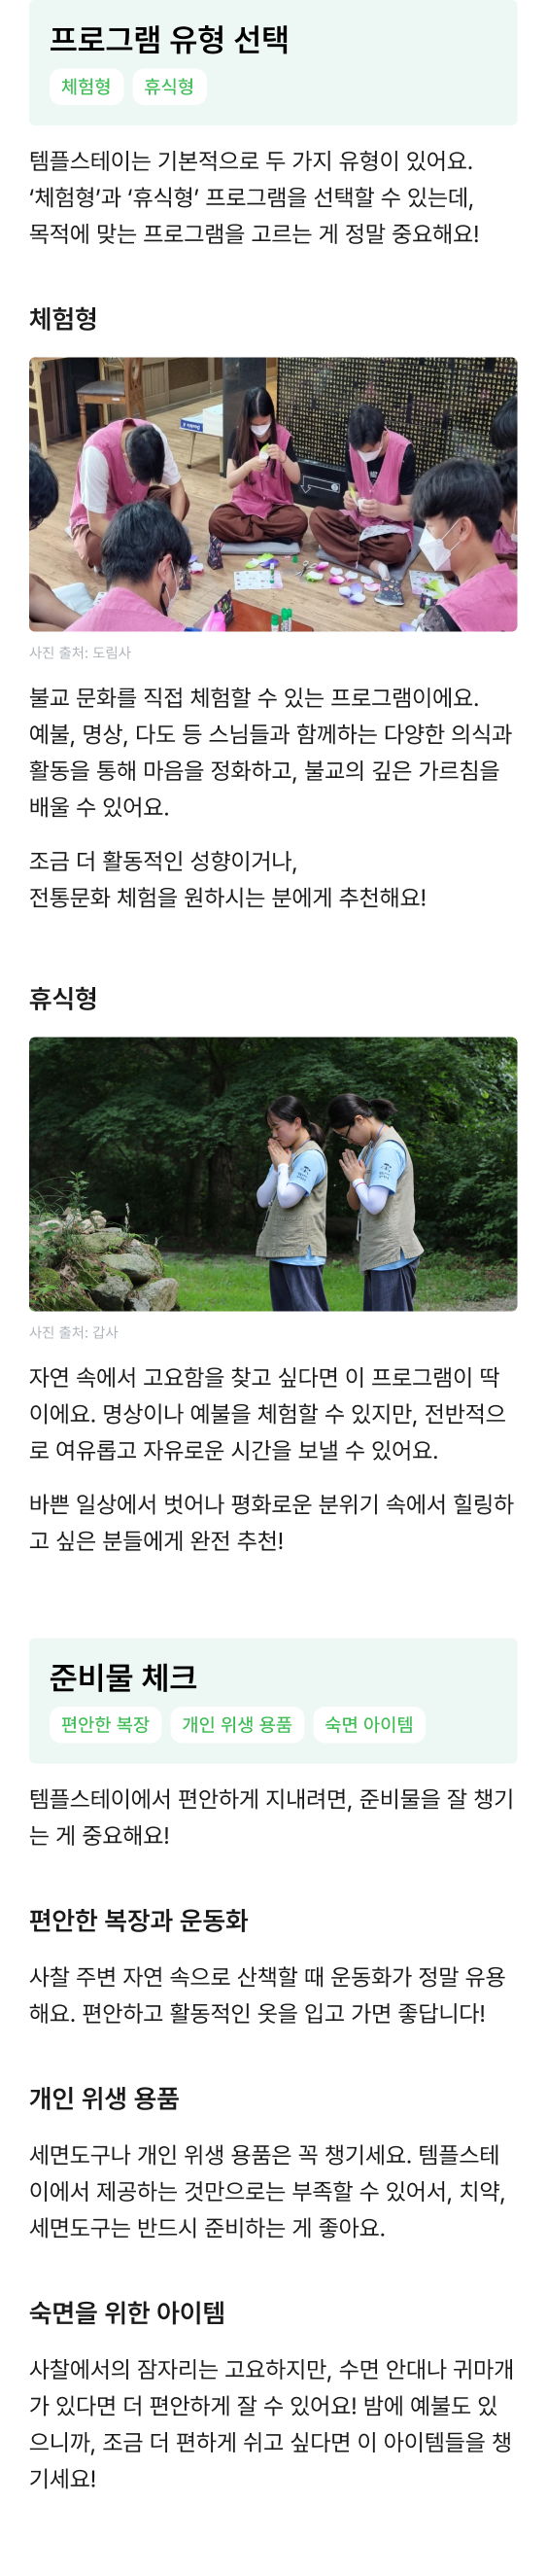 프로그램 유형 선택
체험형 휴식형
템플스테이는 기본적으로 두 가지 유형이 있어요.
‘체험형’과 ‘휴식형’ 프로그램을 선택할 수 있는데,
목적에 맞는 프로그램을 고르는 게 정말 중요해요!
체험형
사진 출처: 도림사
불교 문화를 직접 체험할 수 있는 프로그램이에요.
예불, 명상, 다도 등 스님들과 함께하는 다양한 의식과
활동을 통해 마음을 정화하고, 불교의 깊은 가르침을
배울 수 있어요.
조금 더 활동적인 성향이거나,
전통문화 체험을 원하시는 분에게 추천해요!
휴식형
사진 출처: 갑사
자연 속에서 고요함을 찾고 싶다면 이 프로그램이 딱
이에요. 명상이나 예불을 체험할 수 있지만, 전반적으
로 여유롭고 자유로운 시간을 보낼 수 있어요.
바쁜 일상에서 벗어나 평화로운 분위기 속에서 힐링하
고 싶은 분들에게 완전 추천!
준비물 체크
편안한 복장 개인 위생 용품 숙면 아이템
템플스테이에서 편안하게 지내려면, 준비물을 잘 챙기
는 게 중요해요!
편안한 복장과 운동화
사찰 주변 자연 속으로 산책할 때 운동화가 정말 유용
해요. 편안하고 활동적인 옷을 입고 가면 좋답니다!
개인 위생 용품
세면도구나 개인 위생 용품은 꼭 챙기세요. 템플스테
이에서 제공하는 것만으로는 부족할 수 있어서, 치약,
세면도구는 반드시 준비하는 게 좋아요.
숙면을 위한 아이템
사찰에서의 잠자리는 고요하지만, 수면 안대나 귀마개
가 있다면 더 편안하게 잘 수 있어요! 밤에 예불도 있
으니까, 조금 더 편하게 쉬고 싶다면 이 아이템들을 챙
기세요!